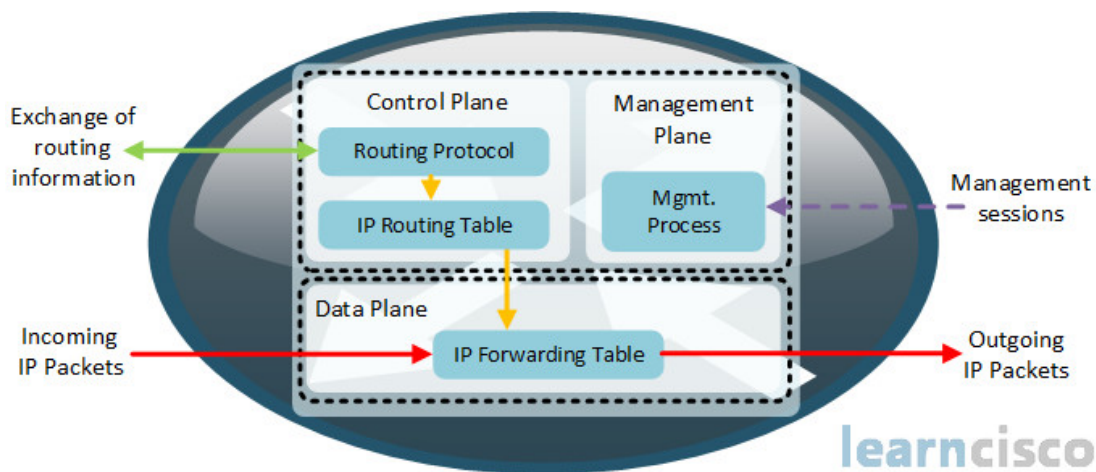 Exchange of
routing
information
Control Plane
Routing Protocol
IP Routing Table
Management
Plane
Mgmt.
Process
Management
sessions
Data Plane
Incoming
IP Packets
IP Forwarding Table
Outgoing
IP Packets
learncisco